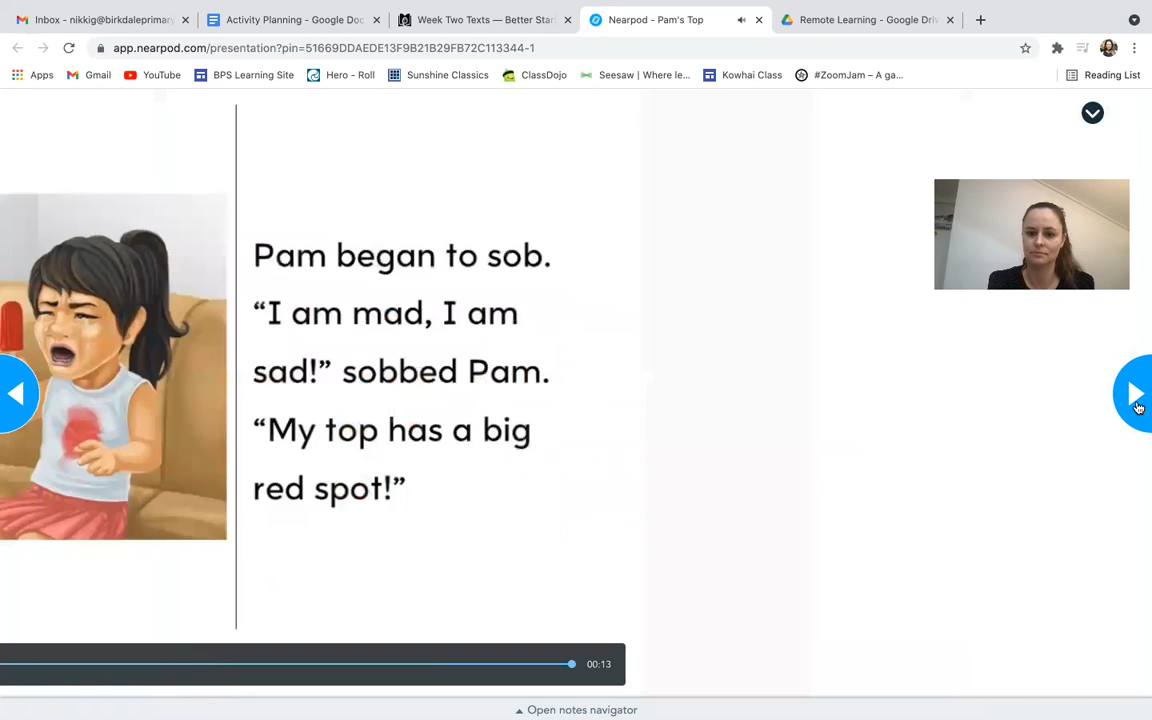 Inbox - nikkig@birkdaleprimary
Activity Planning - Google Doc
Week Two Texts — Better Star
Nearpod - Pam's Top
Remote Learning - Google Driv
app.nearpod.com/presentation?pin=51669DDAEDE13F9B21B29FB72C113344-1
Apps
Gmail
YouTube
BPS Learning Site
Hero - Roll
Sunshine Classics
ClassDojo
Seesaw | Where le...
Kowhai Class
#ZoomJam – A ga...
Reading List
Pam began to sob.
“I am mad, I am
sad!” sobbed Pam.
“My top has a big
red spot!”
00:13
Open notes navigator